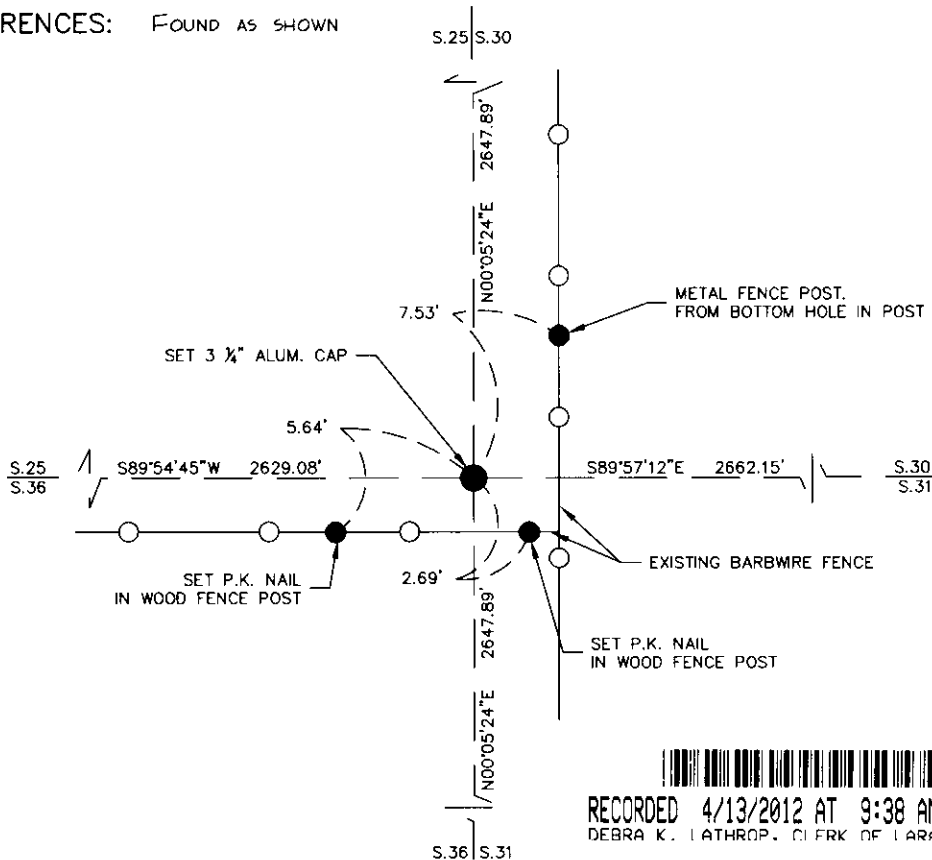 RENCES: FOUND AS SHOWN
S.25 S.30
2647.89'
N00°05'24"E
7.53'
METAL FENCE POST.
FROM BOTTOM HOLE IN POST
SET 3 ¼" ALUM. CAP
5.64'
S.25
S.36
S89°54'45"W 2629.08'
S89°57'12"E 2662.15'
S.30
S.31
EXISTING BARBWIRE FENCE
SET P.K. NAIL
IN WOOD FENCE POST
2.69'
2647.89'
N00°05'24"E
SET P.K. NAIL
IN WOOD FENCE POST
RECORDED 4/13/2012 AT 9:38 AM
DEBRA K. LATHROP, CLERK OF LARA
S.36 S.31